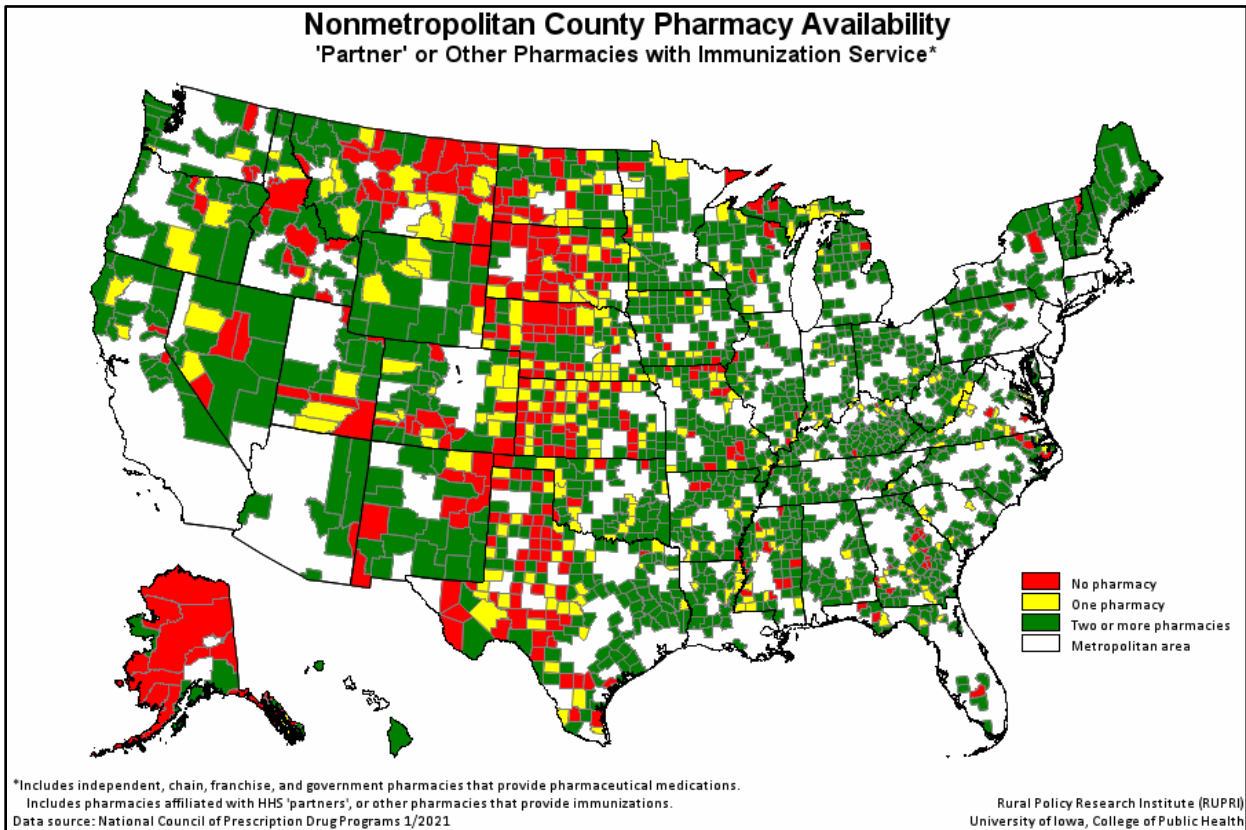 Nonmetropolitan County Pharmacy Availability
'Partner' or Other Pharmacies with Immunization Service*
No pharmacy
One pharmacy
Two or more pharmacies
Metropolitan area
*Includes independent, chain, franchise, and government pharmacies that provide pharmaceutical medications.
Includes pharmacies affiliated with HHS 'partners', or other pharmacies that provide immunizations.
Data source: National Council of Prescription Drug Programs 1/2021
Rural Policy Research Institute (RUPRI)
University of Iowa, College of Public Health